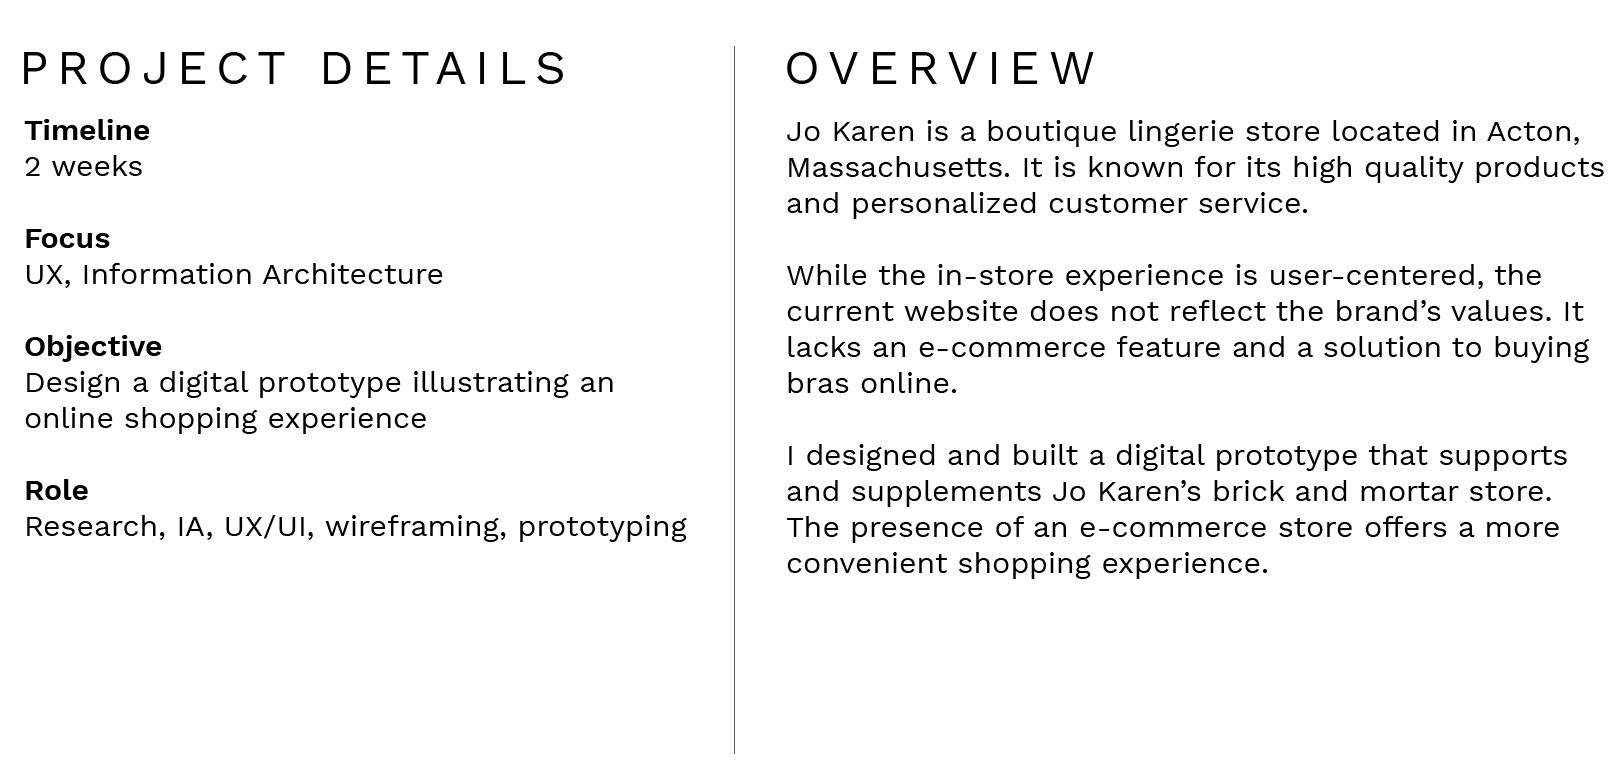 PROJECT DETAILS
Timeline
2 weeks
Focus
UX, Information Architecture
Objective
Design a digital prototype illustrating an
online shopping experience
Role
Research, IA, UX/UI, wireframing, prototyping
OVERVIEW
Jo Karen is a boutique lingerie store located in Acton,
Massachusetts. It is known for its high quality products
and personalized customer service.
While the in-store experience is user-centered, the
current website does not reflect the brand’s values. It
lacks an e-commerce feature and a solution to buying
bras online.
I designed and built a digital prototype that supports
and supplements Jo Karen’s brick and mortar store.
The presence of an e-commerce store offers a more
convenient shopping experience.